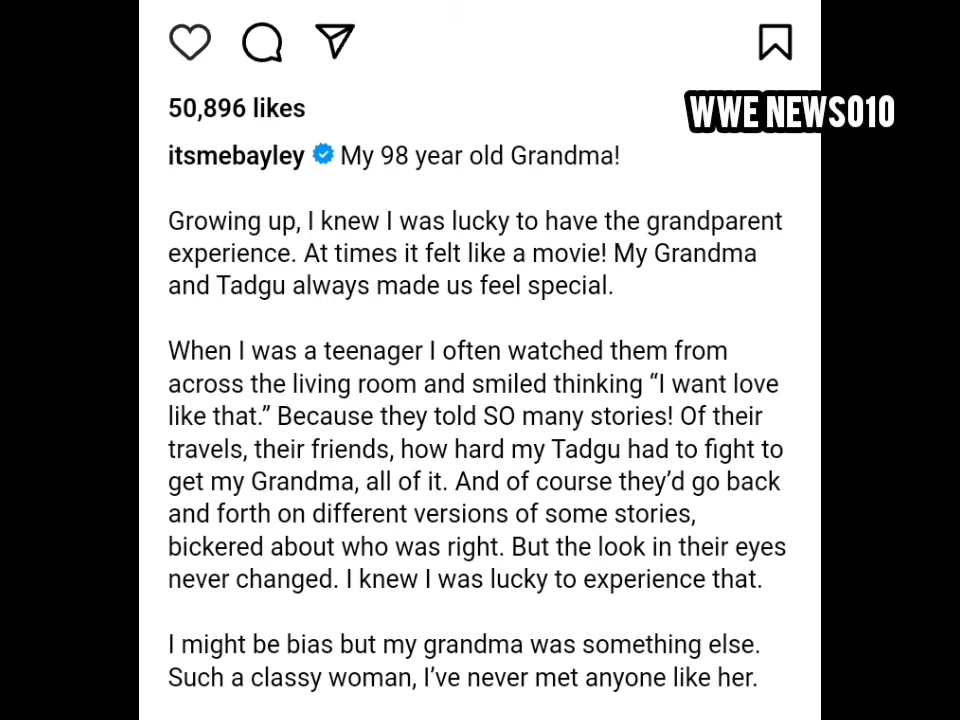 50,896 likes
WWE NEWS010
itsmebayley My 98 year old Grandma!
Growing up, I knew I was lucky to have the grandparent
experience. At times it felt like a movie! My Grandma
and Tadgu always made us feel special.
When I was a teenager I often watched them from
across the living room and smiled thinking “I want love
like that.” Because they told SO many stories! Of their
travels, their friends, how hard my Tadgu had to fight to
get my Grandma, all of it. And of course they’d go back
and forth on different versions of some stories,
bickered about who was right. But the look in their eyes
never changed. I knew I was lucky to experience that.
I might be bias but my grandma was something else.
Such a classy woman, I’ve never met anyone like her.